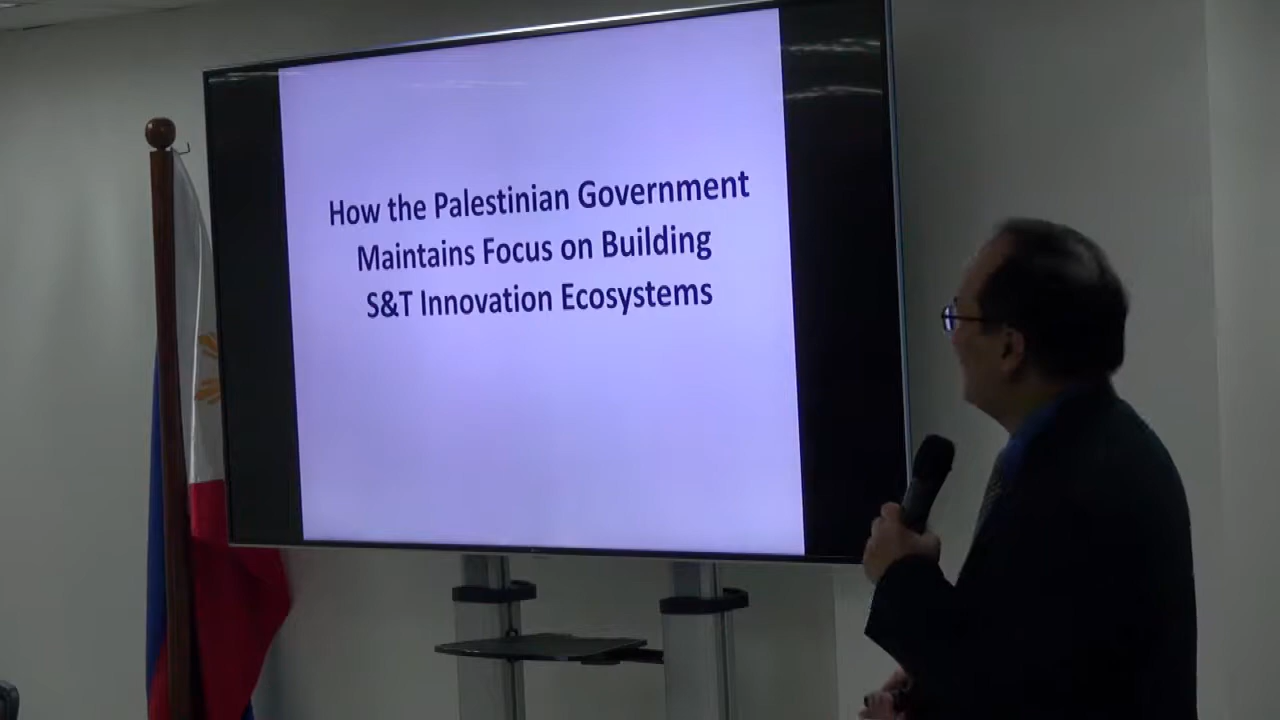 How the Palestinian Government
Maintains Focus on Building
S&T Innovation Ecosystems